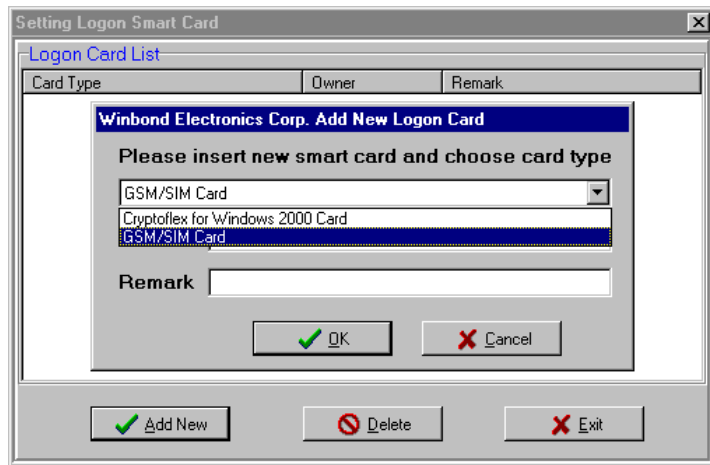 Setting Logon Smart Card
Logon Card List
Card Type Owner Remark
Winbond Electronics Corp. Add New Logon Card
Please insert new smart card and choose card type
GSM/SIM Card
Cryptoflex for Windows 2000 Card
GSM/SIM Card
Remark
OK Cancel
Add New Delete Exit